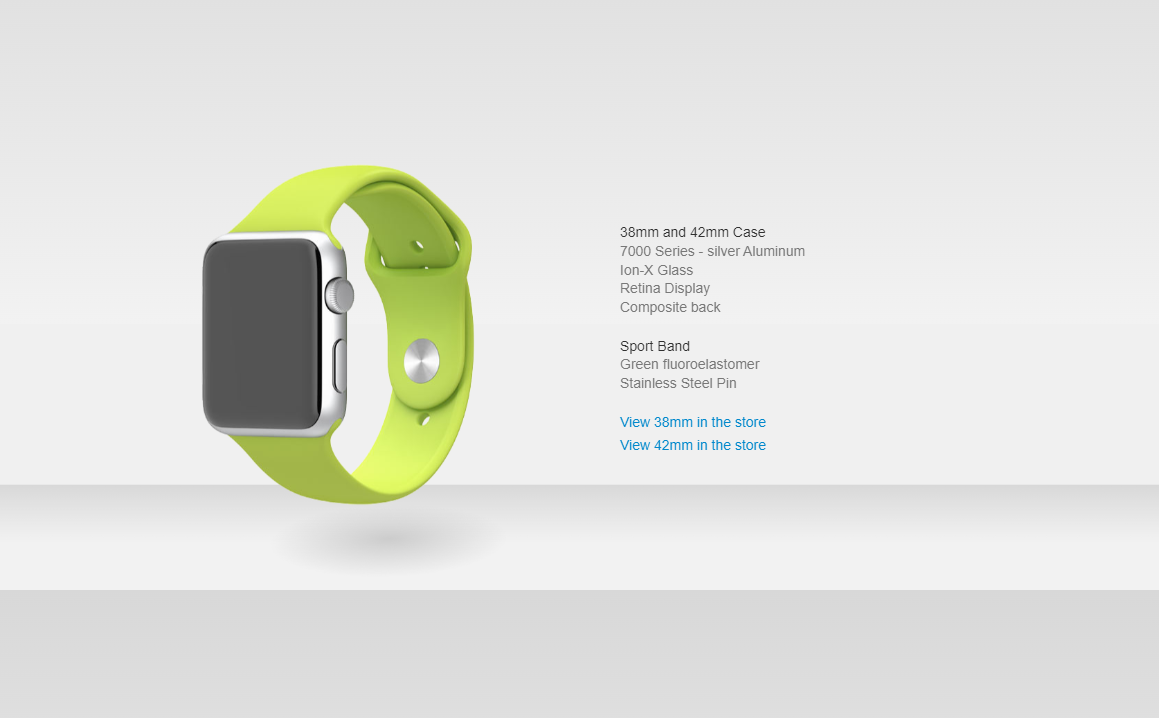 38mm and 42mm Case
7000 Series - silver Aluminum
Ion-X Glass
Retina Display
Composite back
Sport Band
Green fluoroelastomer
Stainless Steel Pin
View 38mm in the store
View 42mm in the store